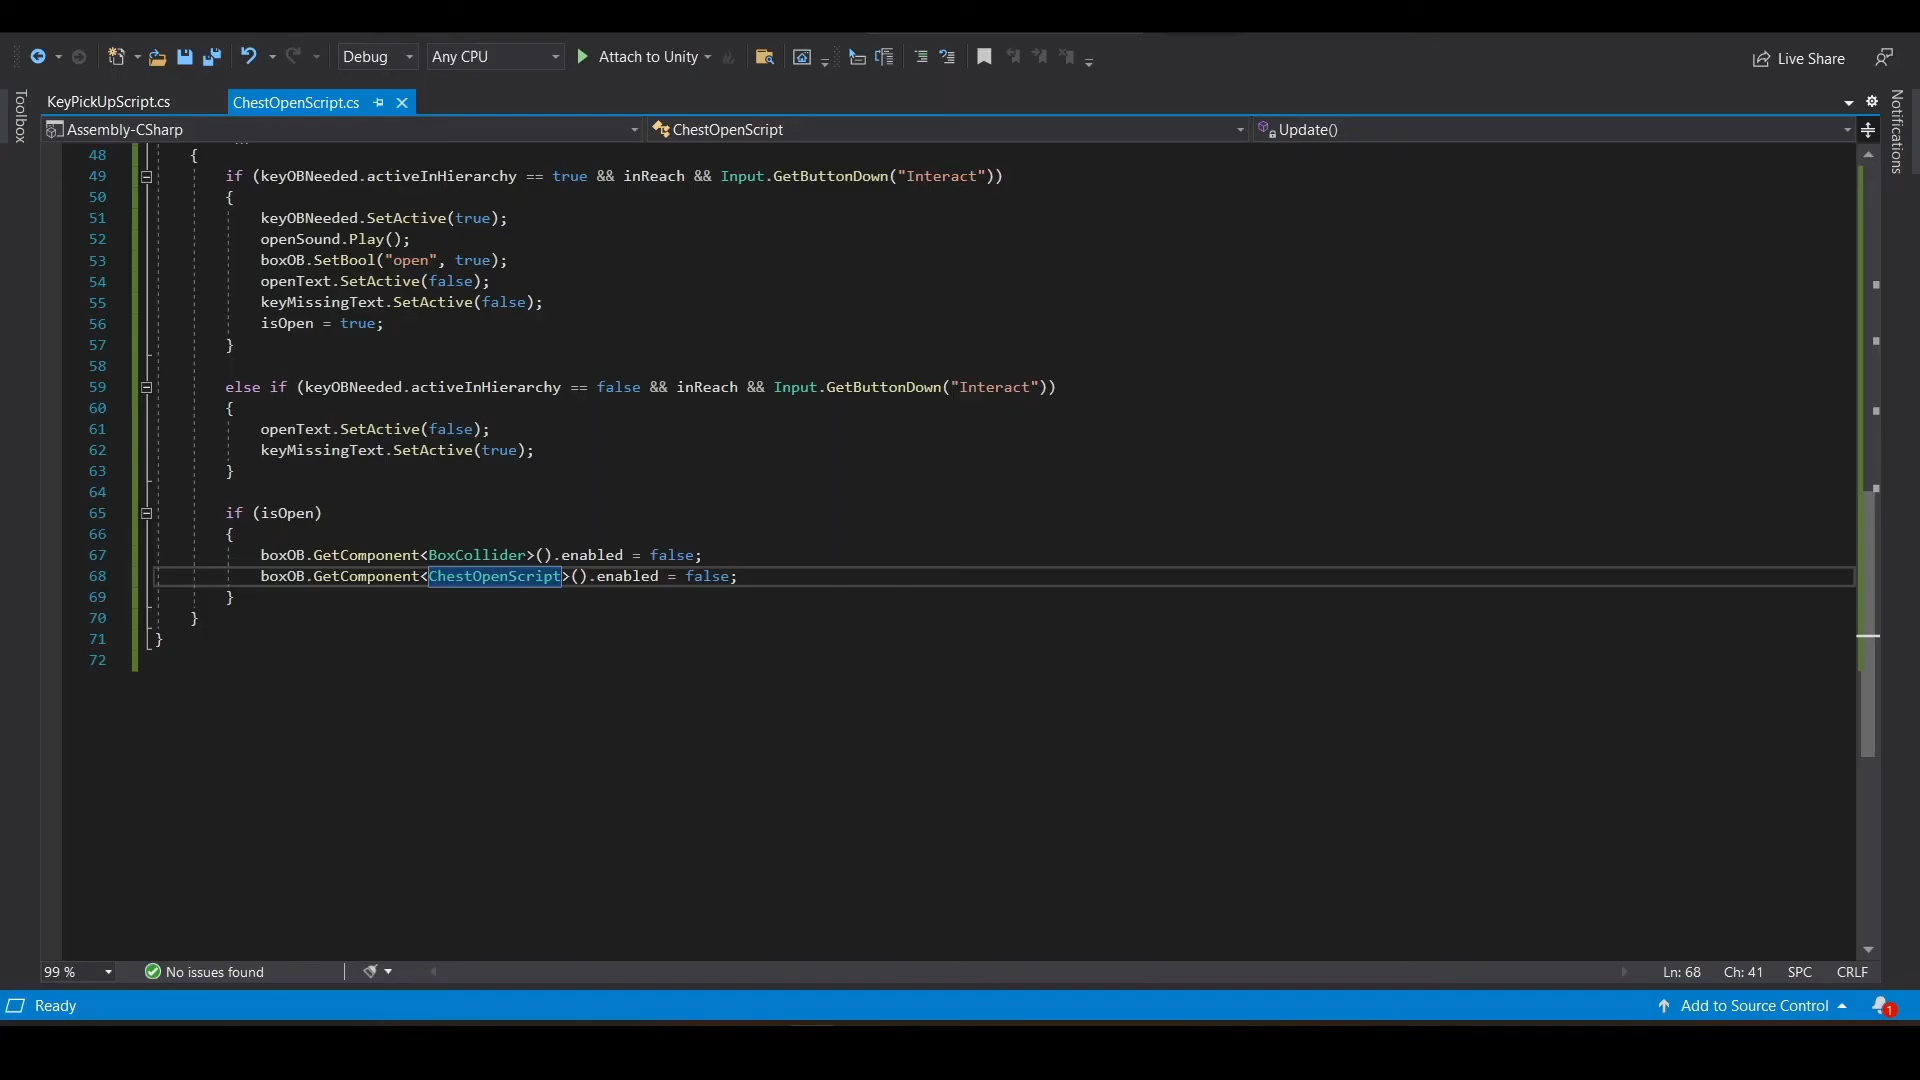 Debug Any CPU Attach to Unity Live Share
Toolbox
KeyPickUpScript.cs ChestOpenScript.cs
Notifications
Assembly-CSharp ChestOpenScript Update()
48 {
49 if (keyOBNeeded.activeInHierarchy == true && inReach && Input.GetButtonDown("Interact"))
50 {
51 keyOBNeeded.SetActive(true);
52 openSound.Play();
53 boxOB.SetBool("open", true);
54 openText.SetActive(false);
55 keyMissingText.SetActive(false);
56 isOpen = true;
57 }
58
59 else if (keyOBNeeded.activeInHierarchy == false && inReach && Input.GetButtonDown("Interact"))
60 {
61 openText.SetActive(false);
62 keyMissingText.SetActive(true);
63 }
64
65 if (isOpen)
66 {
67 boxOB.GetComponent<BoxCollider>().enabled = false;
68 boxOB.GetComponent<ChestOpenScript>().enabled = false;
69 }
70 }
71 }
72
99 % No issues found Ln: 68 Ch: 41 SPC CRLF
Ready Add to Source Control 1